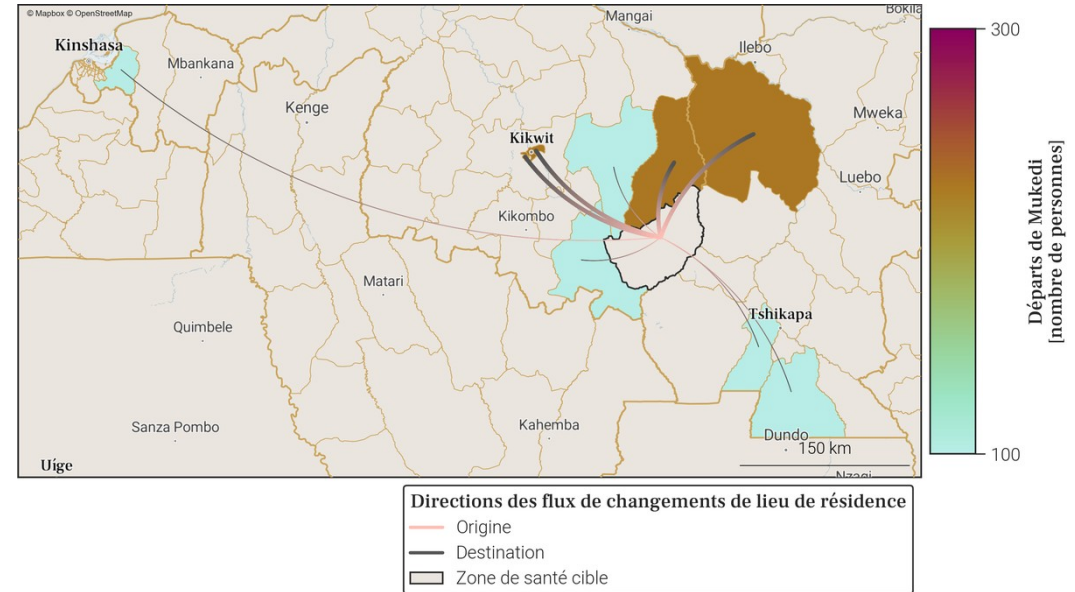 © Mapbox © OpenStreetMap
Mangai
Kinshasa
Ilebo
Mbankana
Kenge
Mweka
Kikwit
Luebo
Kikombo
Matari
Tshikapa
Quimbele
Sanza Pombo
Kahemba
Dundo
150 km
Uíge
300
100
Départs de Mukedi
[nombre de personnes]
Directions des flux de changements de lieu de résidence
Origine
Destination
Zone de santé cible